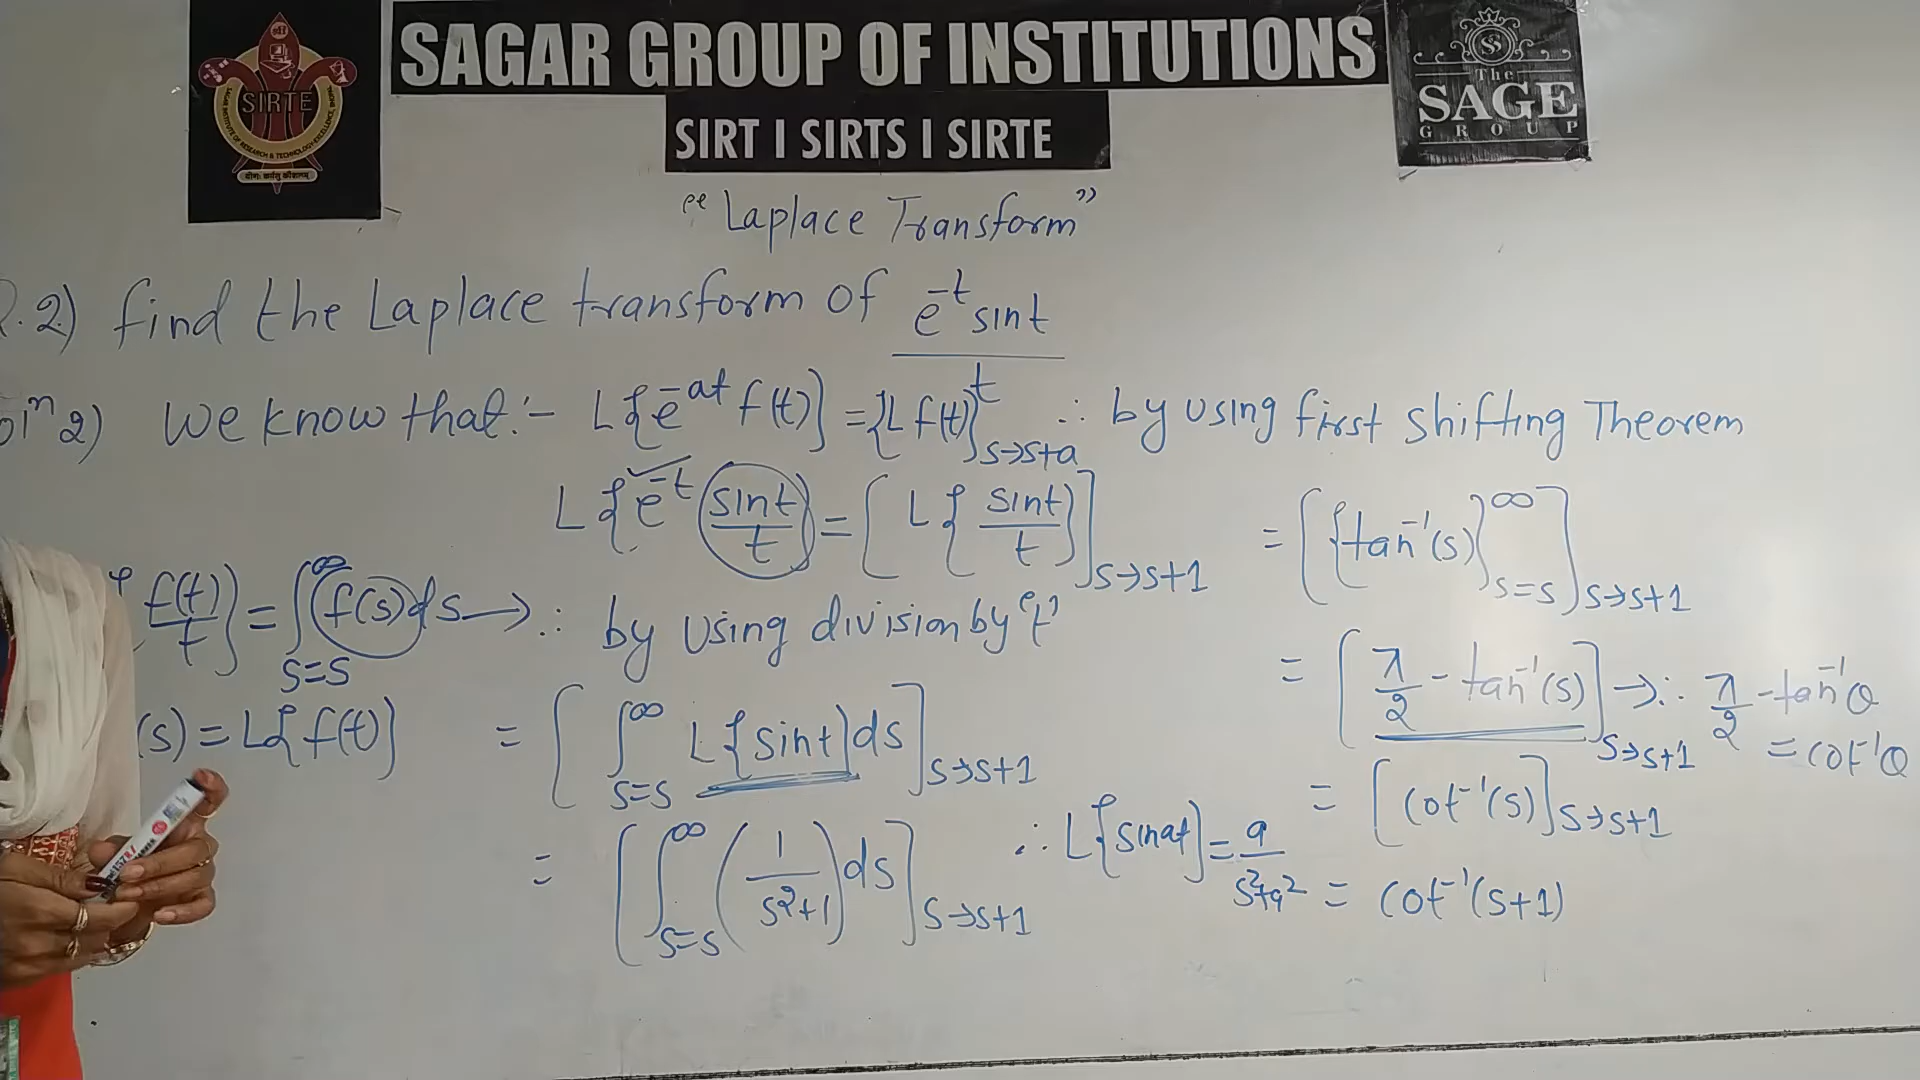 SAGAR GROUP OF INSTITUTIONS
SIRT I SIRTS I SIRTE
SIRTE
The
SAGE
GROUP
"Laplace Transform"
.2) find the Laplace transform of e^-t sint / t
ol^n 2) We know that:- L{e^-at f(t)} = {L f(t)}_{s→s+a} ∴ by using first shifting Theorem
L{e^-t (sint/t)} = [L{sint/t}]_{s→s+1}
f(t)/t} = ∫_{s=s}^∞ f(s)ds → ∴ by using division by "t"
(s) = L{f(t)}
= [∫_{s=s}^∞ L{sint}ds]_{s→s+1}
= [∫_{s=s}^∞ (1/(s²+1)) ds]_{s→s+1} ∴ L{sinat} = a/(s²+a²)
= [{tan^-1(s)}_{s=s}^∞]_{s→s+1}
= [π/2 - tan^-1(s)]_{s→s+1} → ∴ π/2 - tan^-1θ
= cot^-1θ
= [cot^-1(s)]_{s→s+1}
= cot^-1(s+1)